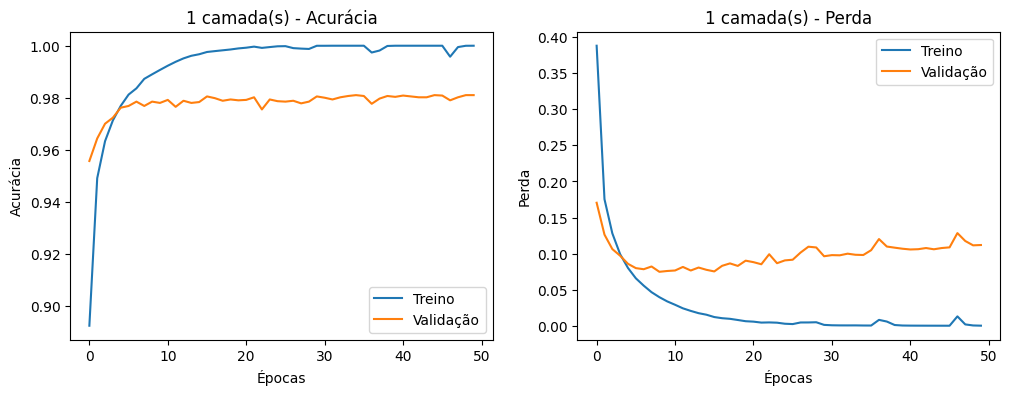 1 camada(s) - Acurácia
Acurácia
1.00
0.98
0.96
0.94
0.92
0.90
0
10
20
30
40
50
Épocas
Treino
Validação
1 camada(s) - Perda
Perda
0.40
0.35
0.30
0.25
0.20
0.15
0.10
0.05
0.00
0
10
20
30
40
50
Épocas
Treino
Validação